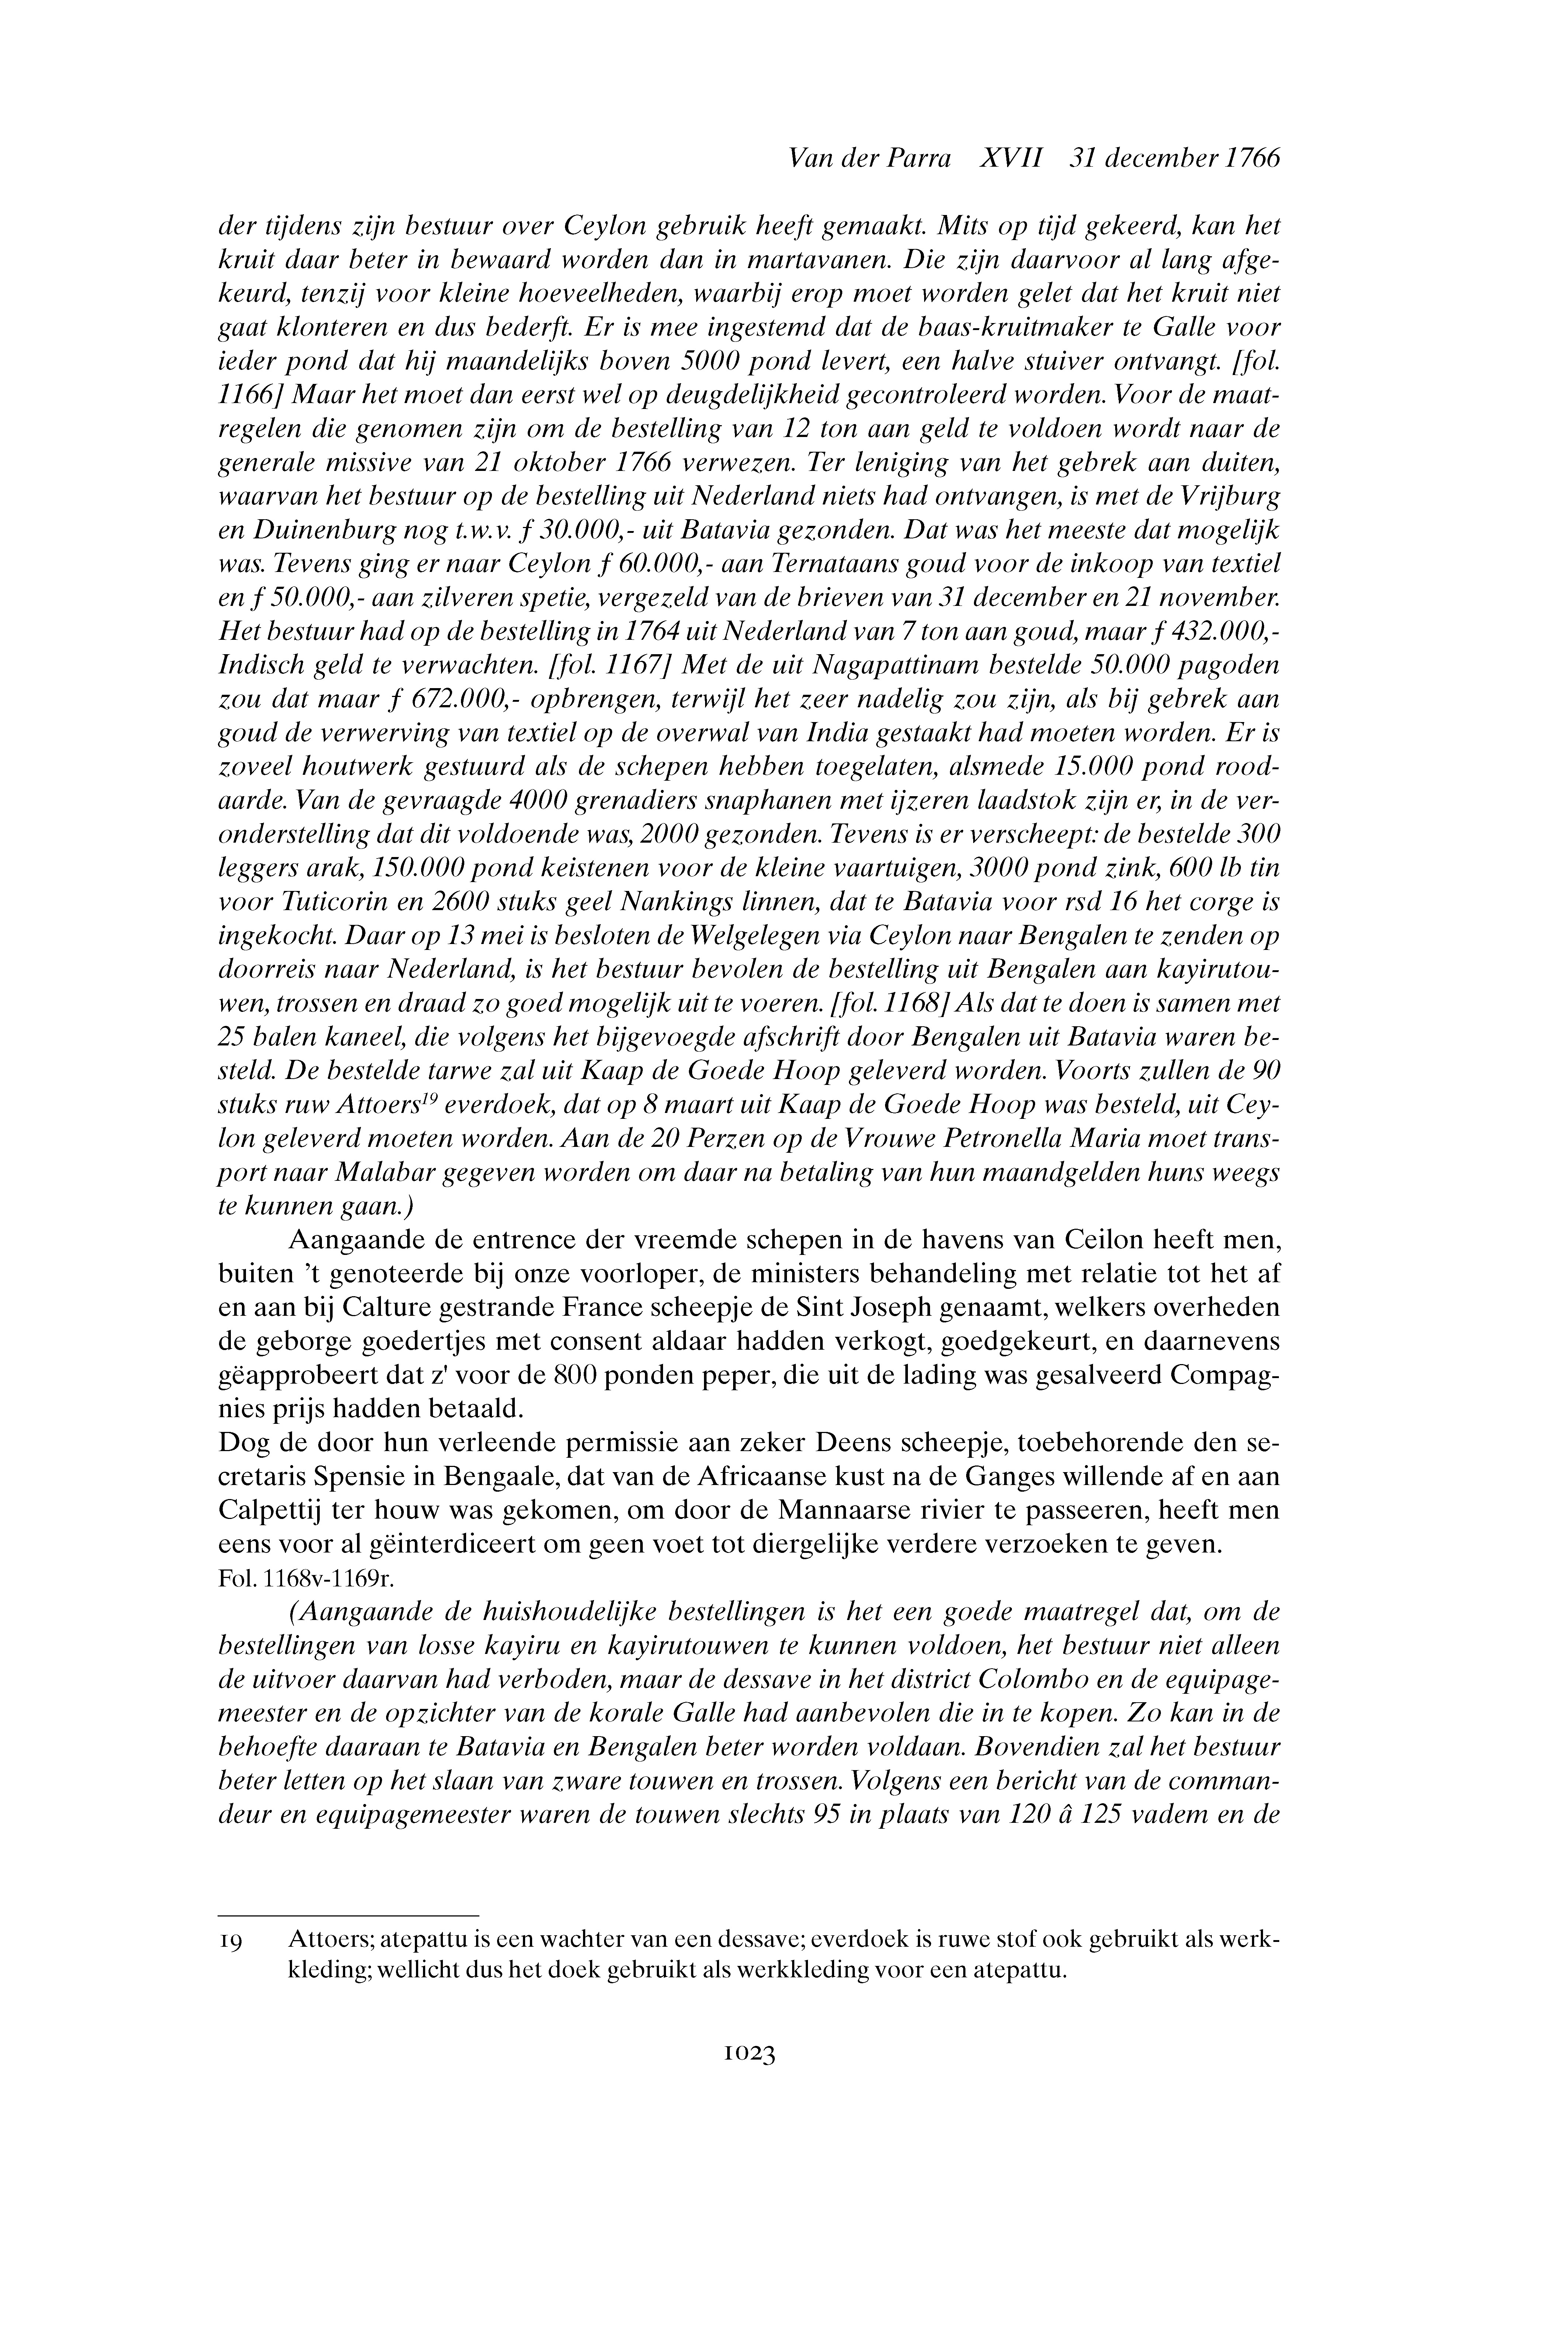 Van der Parra XVII 31 december 1766
der tijdens zijn bestuur over Ceylon gebruik heeft gemaakt. Mits op tijd gekeerd, kan het
kruit daar beter in bewaard worden dan in martavanen. Die zijn daarvoor al lang afge-
keurd, tenzij voor kleine hoeveelheden, waarbij erop moet worden gelet dat het kruit niet
gaat klonteren en dus bederft. Er is mee ingestemd dat de baas-kruitmaker te Galle voor
ieder pond dat hij maandelijks boven 5000 pond levert, een halve stuiver ontvangt. [fol.
1166] Maar het moet dan eerst wel op deugdelijkheid gecontroleerd worden. Voor de maat-
regelen die genomen zijn om de bestelling van 12 ton aan geld te voldoen wordt naar de
generale missive van 21 oktober 1766 verwezen. Ter leniging van het gebrek aan duiten,
waarvan het bestuur op de bestelling uit Nederland niets had ontvangen, is met de Vrijburg
en Duinenburg nog t.w.v. ƒ 30.000,- uit Batavia gezonden. Dat was het meeste dat mogelijk
was. Tevens ging er naar Ceylon ƒ 60.000,- aan Ternataans goud voor de inkoop van textiel
en ƒ 50.000,- aan zilveren spetie, vergezeld van de brieven van 31 december en 21 november.
Het bestuur had op de bestelling in 1764 uit Nederland van 7 ton aan goud, maar ƒ 432.000,-
Indisch geld te verwachten. [fol. 1167] Met de uit Nagapattinam bestelde 50.000 pagoden
zou dat maar ƒ 672.000,- opbrengen, terwijl het zeer nadelig zou zijn, als bij gebrek aan
goud de verwerving van textiel op de overwal van India gestaakt had moeten worden. Er is
zoveel houtwerk gestuurd als de schepen hebben toegelaten, alsmede 15.000 pond rood-
aarde. Van de gevraagde 4000 grenadiers snaphanen met ijzeren laadstok zijn er, in de ver-
onderstelling dat dit voldoende was, 2000 gezonden. Tevens is er verscheept: de bestelde 300
leggers arak, 150.000 pond keistenen voor de kleine vaartuigen, 3000 pond zink, 600 lb tin
voor Tuticorin en 2600 stuks geel Nankings linnen, dat te Batavia voor rsd 16 het corge is
ingekocht. Daar op 13 mei is besloten de Welgelegen via Ceylon naar Bengalen te zenden op
doorreis naar Nederland, is het bestuur bevolen de bestelling uit Bengalen aan kayirutou-
wen, trossen en draad zo goed mogelijk uit te voeren. [fol. 1168] Als dat te doen is samen met
25 balen kaneel, die volgens het bijgevoegde afschrift door Bengalen uit Batavia waren be-
steld. De bestelde tarwe zal uit Kaap de Goede Hoop geleverd worden. Voorts zullen de 90
stuks ruw Attoers19 everdoek, dat op 8 maart uit Kaap de Goede Hoop was besteld, uit Cey-
lon geleverd moeten worden. Aan de 20 Perzen op de Vrouwe Petronella Maria moet trans-
port naar Malabar gegeven worden om daar na betaling van hun maandgelden huns weegs
te kunnen gaan.)
Aangaande de entrence der vreemde schepen in de havens van Ceilon heeft men,
buiten ’t genoteerde bij onze voorloper, de ministers behandeling met relatie tot het af
en aan bij Calture gestrande France scheepje de Sint Joseph genaamt, welkers overheden
de geborge goedertjes met consent aldaar hadden verkogt, goedgekeurt, en daarnevens
gëapprobeert dat z' voor de 800 ponden peper, die uit de lading was gesalveerd Compag-
nies prijs hadden betaald.
Dog de door hun verleende permissie aan zeker Deens scheepje, toebehorende den se-
cretaris Spensie in Bengaale, dat van de Africaanse kust na de Ganges willende af en aan
Calpettij ter houw was gekomen, om door de Mannaarse rivier te passeeren, heeft men
eens voor al gëinterdiceert om geen voet tot diergelijke verdere verzoeken te geven.
Fol. 1168v-1169r.
(Aangaande de huishoudelijke bestellingen is het een goede maatregel dat, om de
bestellingen van losse kayiru en kayirutouwen te kunnen voldoen, het bestuur niet alleen
de uitvoer daarvan had verboden, maar de dessave in het district Colombo en de equipage-
meester en de opzichter van de korale Galle had aanbevolen die in te kopen. Zo kan in de
behoefte daaraan te Batavia en Bengalen beter worden voldaan. Bovendien zal het bestuur
beter letten op het slaan van zware touwen en trossen. Volgens een bericht van de comman-
deur en equipagemeester waren de touwen slechts 95 in plaats van 120 â 125 vadem en de
19 Attoers; atepattu is een wachter van een dessave; everdoek is ruwe stof ook gebruikt als werk-
kleding; wellicht dus het doek gebruikt als werkkleding voor een atepattu.
1023